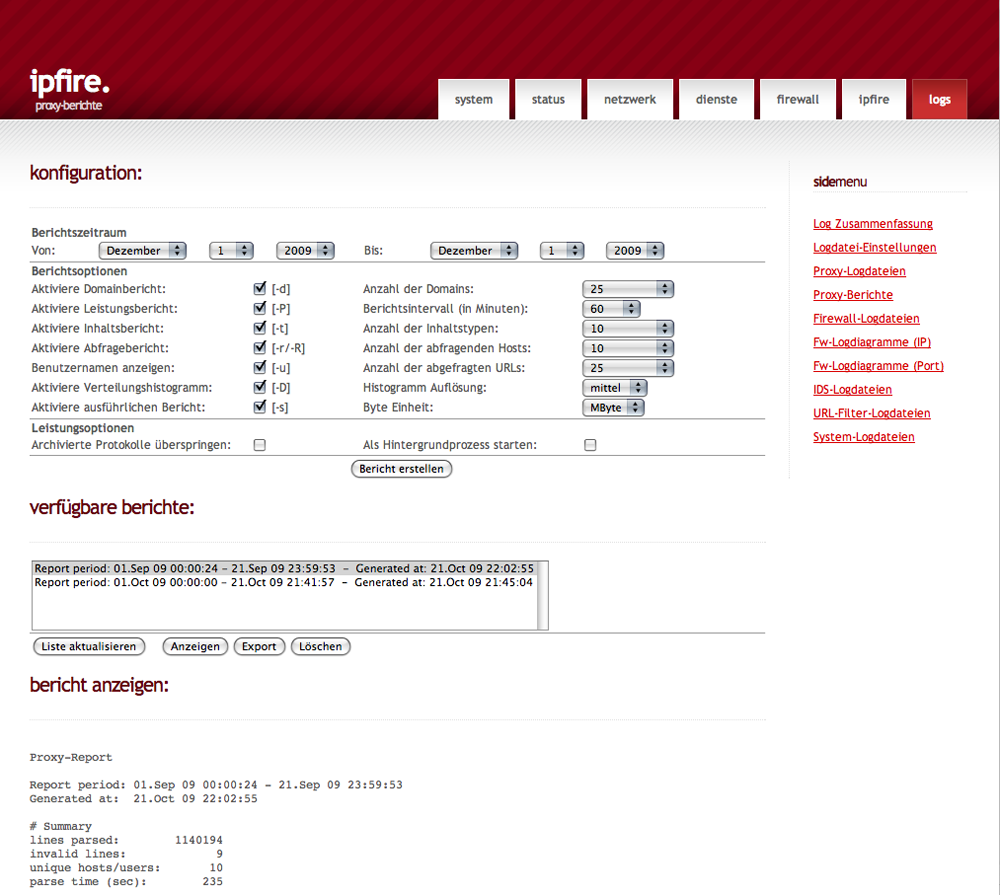 ipfire.
proxy-berichte
system status netzwerk dienste firewall ipfire logs
konfiguration:
Berichtszeitraum
Von: Dezember 1 2009 Bis: Dezember 1 2009
Berichtsoptionen
Aktiviere Domainbericht: [-d] Anzahl der Domains: 25
Aktiviere Leistungsbericht: [-P] Berichtsintervall (in Minuten): 60
Aktiviere Inhaltsbericht: [-t] Anzahl der Inhaltstypen: 10
Aktiviere Abfragebericht: [-r/-R] Anzahl der abfragenden Hosts: 10
Benutzernamen anzeigen: [-u] Anzahl der abgefragten URLs: 25
Aktiviere Verteilungshistogramm: [-D] Histogramm Auflösung: mittel
Aktiviere ausführlichen Bericht: [-s] Byte Einheit: MByte
Leistungsoptionen
Archivierte Protokolle überspringen: Als Hintergrundprozess starten:
Bericht erstellen
verfügbare berichte:
Report period: 01.Sep 09 00:00:24 - 21.Sep 09 23:59:53 - Generated at: 21.Oct 09 22:02:55
Report period: 01.Oct 09 00:00:00 - 21.Oct 09 21:41:57 - Generated at: 21.Oct 09 21:45:04
Liste aktualisieren Anzeigen Export Löschen
bericht anzeigen:
Proxy-Report
Report period: 01.Sep 09 00:00:24 - 21.Sep 09 23:59:53
Generated at: 21.Oct 09 22:02:55
# Summary
lines parsed: 1140194
invalid lines: 9
unique hosts/users: 10
parse time (sec): 235
sidemenu
Log Zusammenfassung
Logdatei-Einstellungen
Proxy-Logdateien
Proxy-Berichte
Firewall-Logdateien
Fw-Logdiagramme (IP)
Fw-Logdiagramme (Port)
IDS-Logdateien
URL-Filter-Logdateien
System-Logdateien